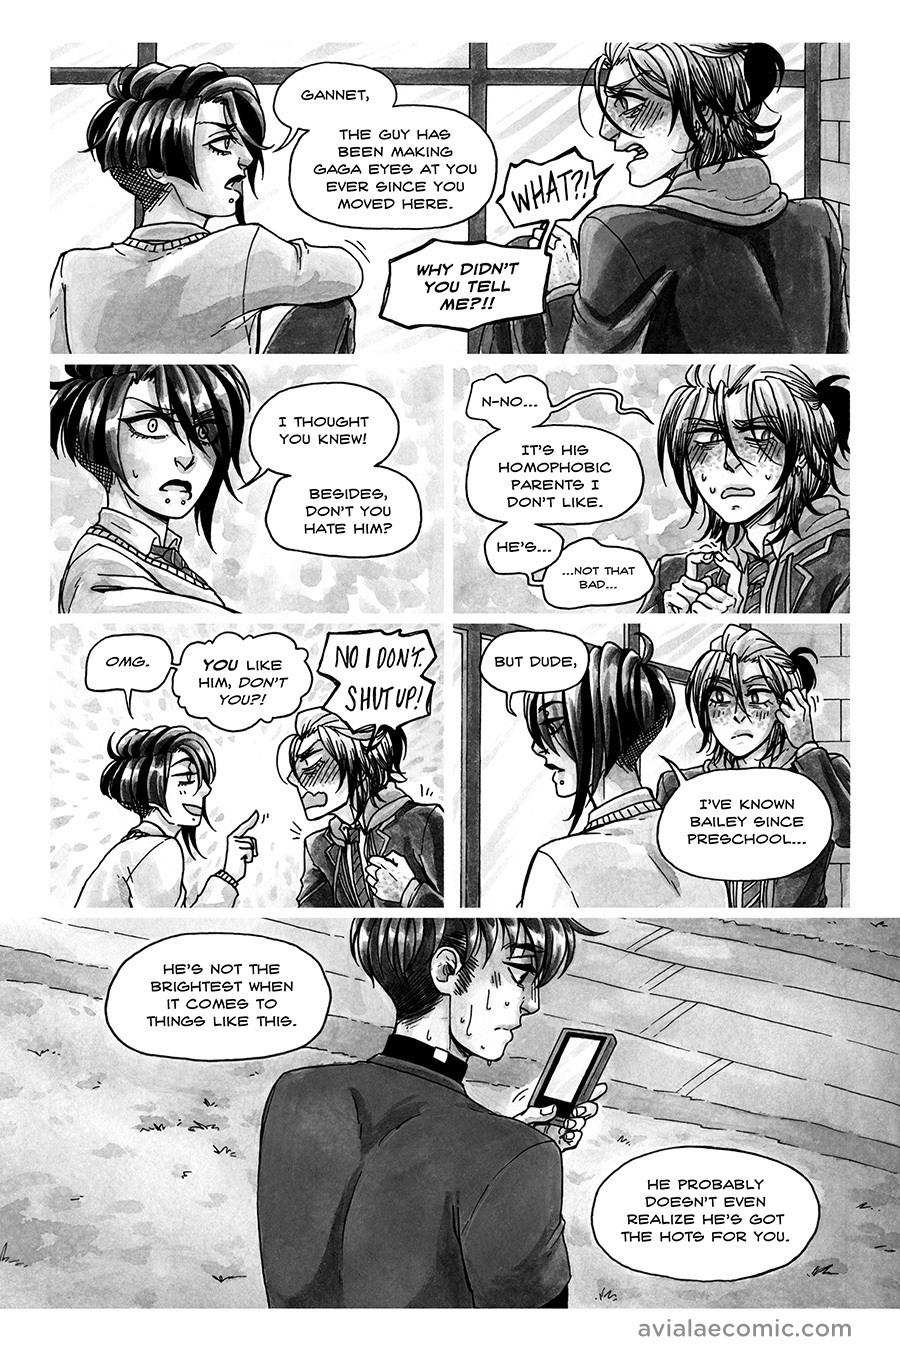 GANNET,
THE GUY HAS
BEEN MAKING
GAGA EYES AT YOU
EVER SINCE YOU
MOVED HERE.
WHAT?!
WHY DIDN'T
YOU TELL
ME?!!
I THOUGHT
YOU KNEW!
BESIDES,
DON'T YOU
HATE HIM?
N-NO...
IT'S HIS
HOMOPHOBIC
PARENTS I
DON'T LIKE.
HE'S...
...NOT THAT
BAD...
OMG.
YOU LIKE
HIM, DON'T
YOU?!
NO I DON'T.
SHUT UP!
BUT DUDE,
I'VE KNOWN
BAILEY SINCE
PRESCHOOL...
HE'S NOT THE
BRIGHTEST WHEN
IT COMES TO
THINGS LIKE THIS.
HE PROBABLY
DOESN'T EVEN
REALIZE HE'S GOT
THE HOTS FOR YOU.
avialaecomic.com